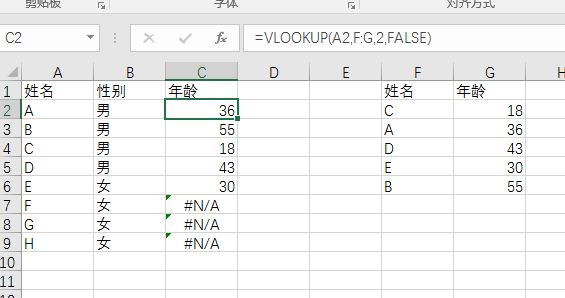 剪贴板 字体 对齐方式
C2 fx =VLOOKUP(A2,F:G,2,FALSE)
A B C D E F G H
1 姓名 性别 年龄 姓名 年龄
2 A 男 36 C 18
3 B 男 55 A 36
4 C 男 18 D 43
5 D 男 43 E 30
6 E 女 30 B 55
7 F 女 #N/A
8 G 女 #N/A
9 H 女 #N/A
10
11
12